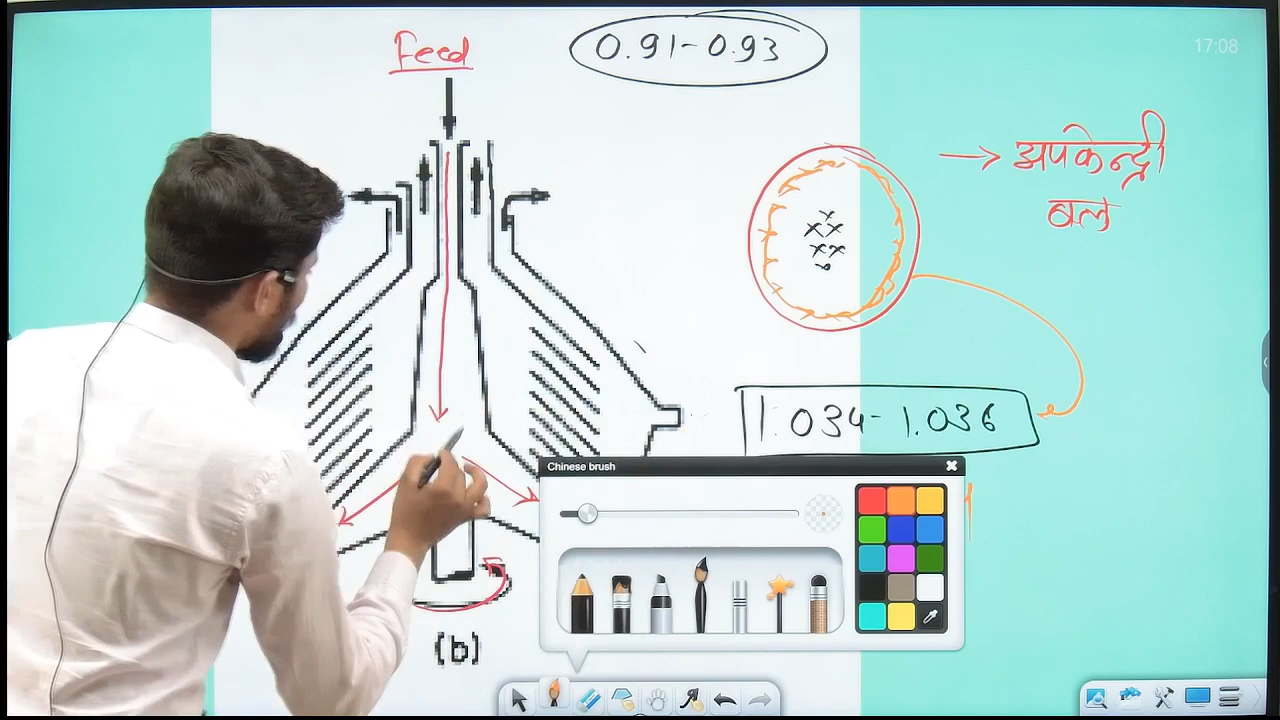 Feed
0.91-0.93
17:08
→ अपकेन्द्री
बल
1.034-1.036
Chinese brush
(b)